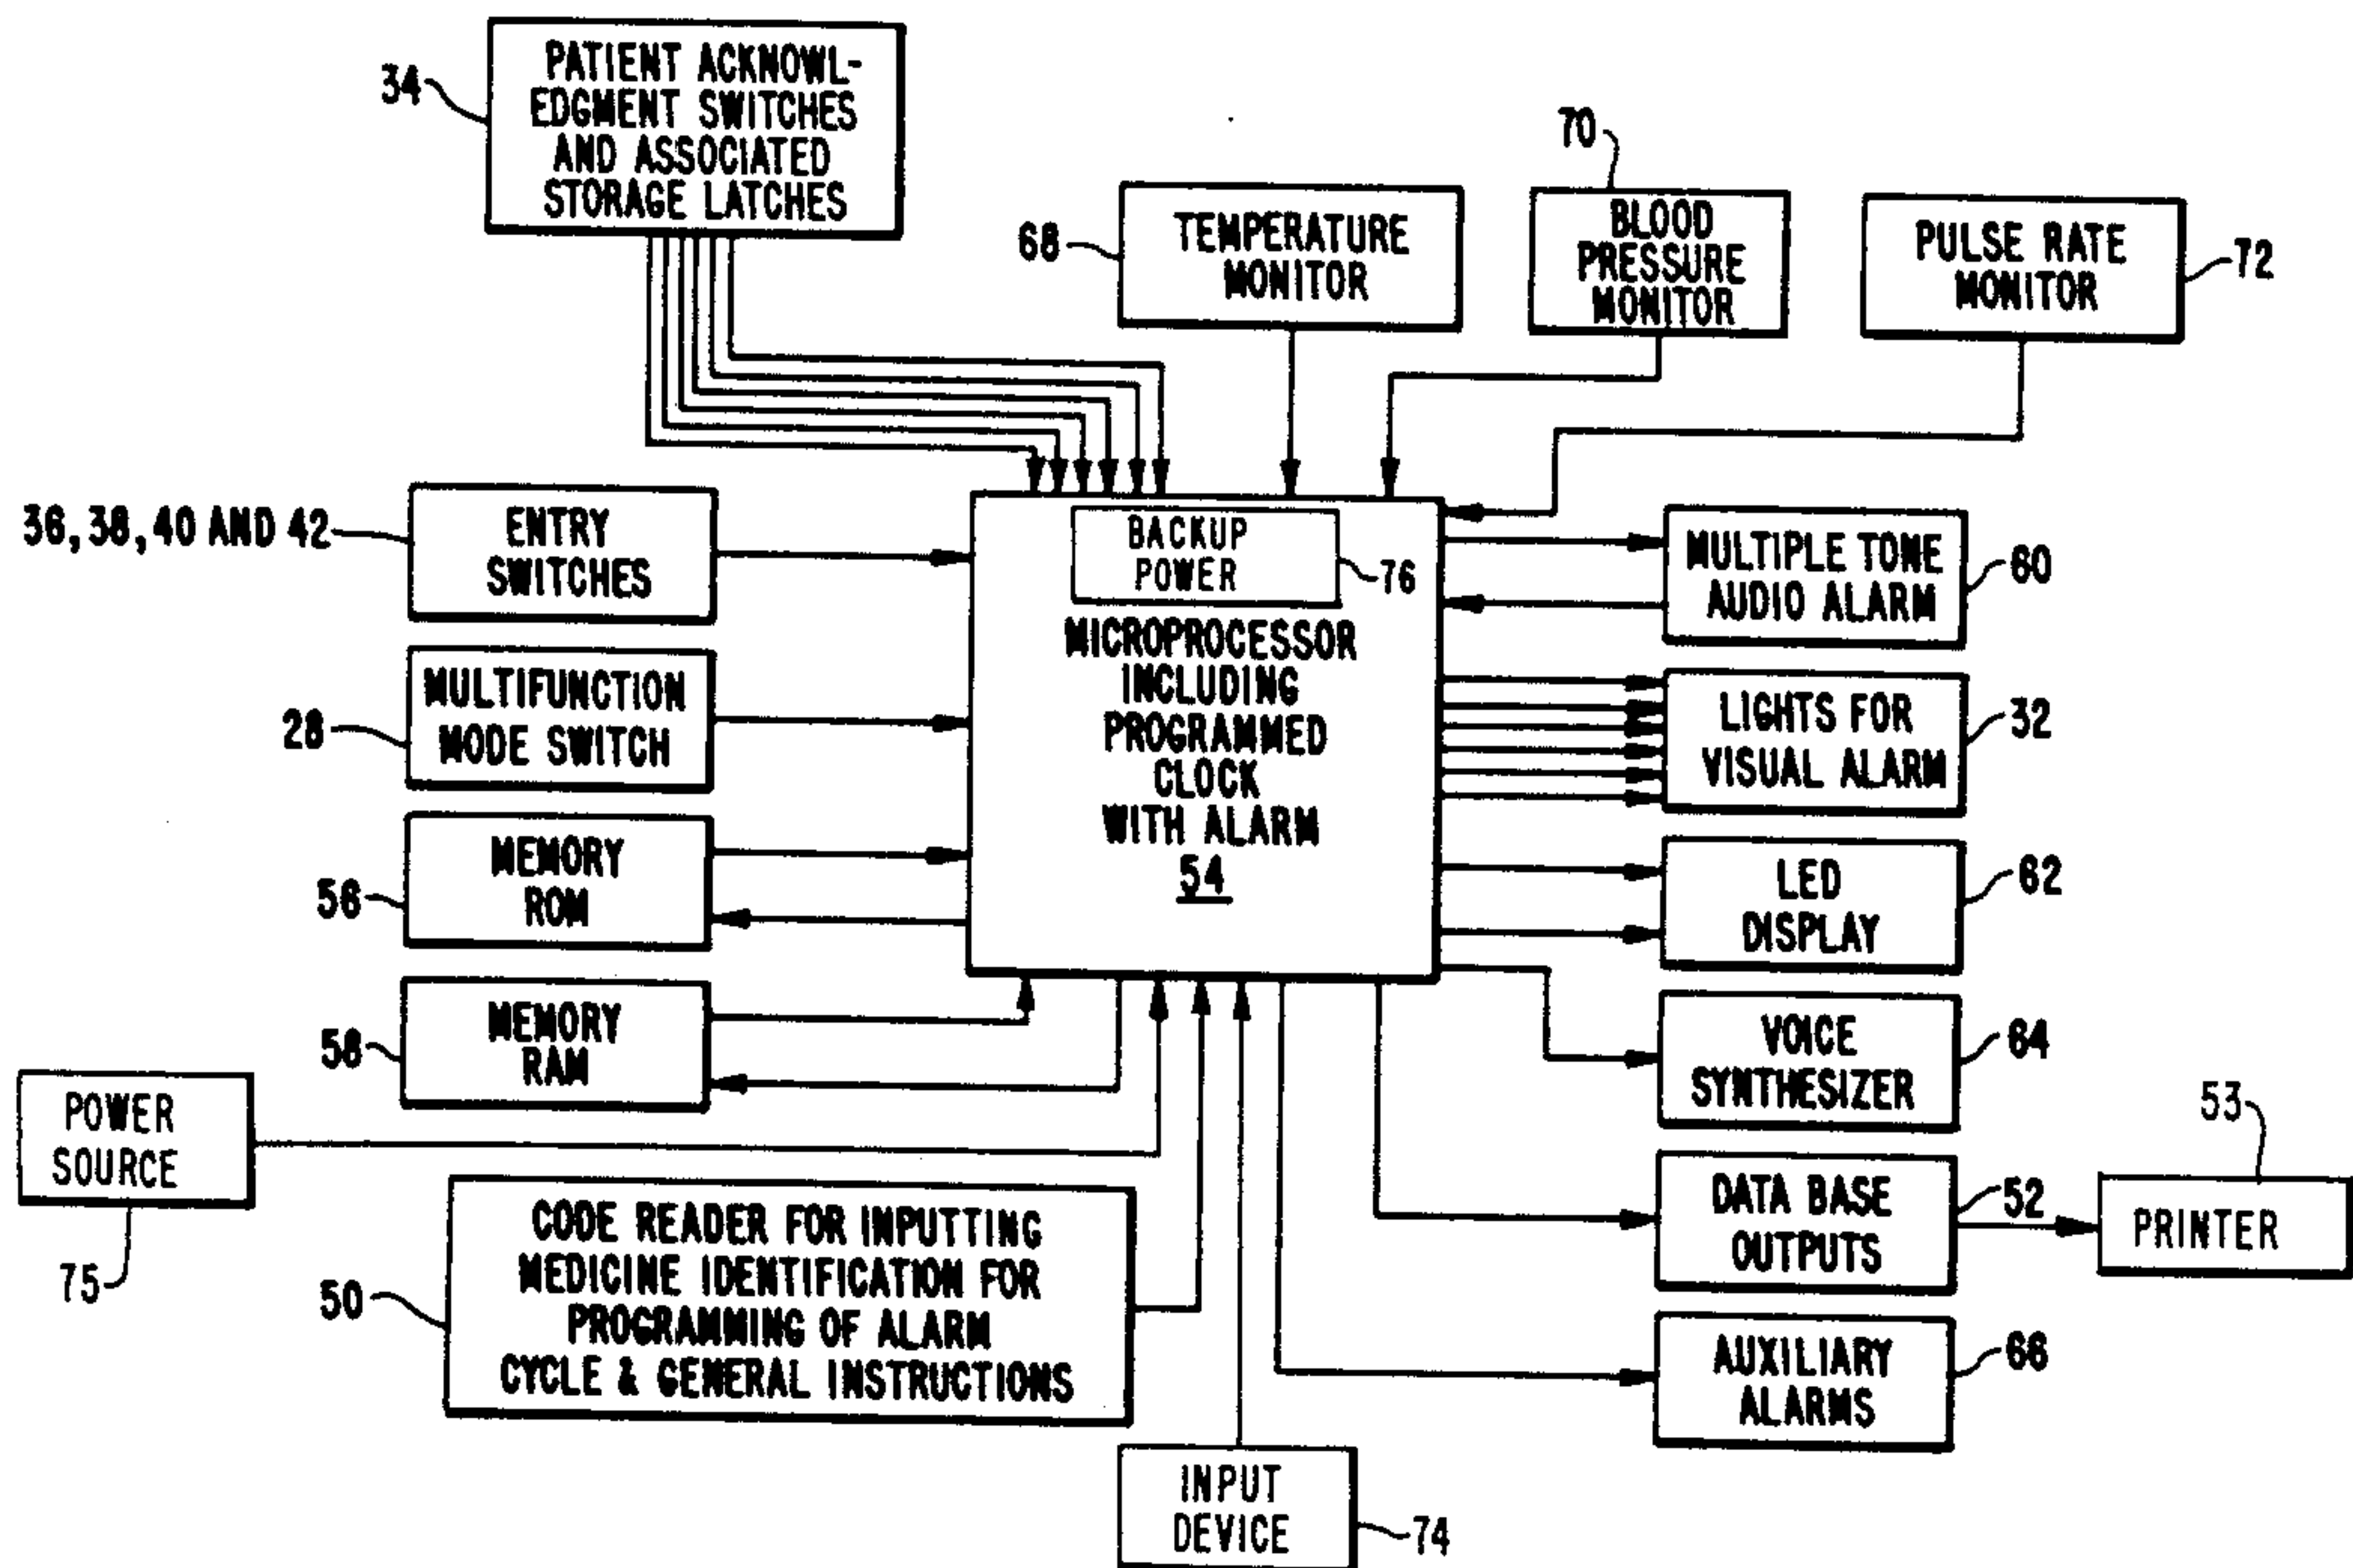 34
PATIENT ACKNOWL-
EDGMENT SWITCHES
AND ASSOCIATED
STORAGE LATCHES
68
TEMPERATURE
MONITOR
70
BLOOD
PRESSURE
MONITOR
PULSE RATE
MONITOR
72
36, 38, 40 AND 42
ENTRY
SWITCHES
28
MULTIFUNCTION
MODE SWITCH
56
MEMORY
ROM
58
MEMORY
RAM
POWER
SOURCE
75
50
CODE READER FOR INPUTTING
MEDICINE IDENTIFICATION FOR
PROGRAMMING OF ALARM
CYCLE & GENERAL INSTRUCTIONS
BACKUP
POWER
76
MICROPROCESSOR
INCLUDING
PROGRAMMED
CLOCK
WITH ALARM
54
INPUT
DEVICE
74
MULTIPLE TONE
AUDIO ALARM
60
LIGHTS FOR
VISUAL ALARM
32
LED
DISPLAY
62
VOICE
SYNTHESIZER
64
DATA BASE
OUTPUTS
52
53
PRINTER
AUXILIARY
ALARMS
66